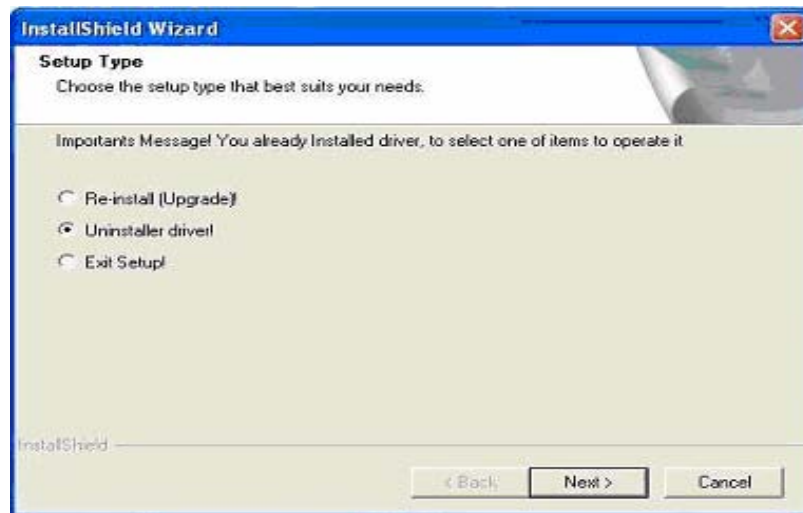 InstallShield Wizard
Setup Type
Choose the setup type that best suits your needs.
Importants Message! You already Installed driver, to select one of items to operate it
Re-install (Upgrade)!
Uninstaller driver!
Exit Setup!
InstallShield
< Back
Next >
Cancel